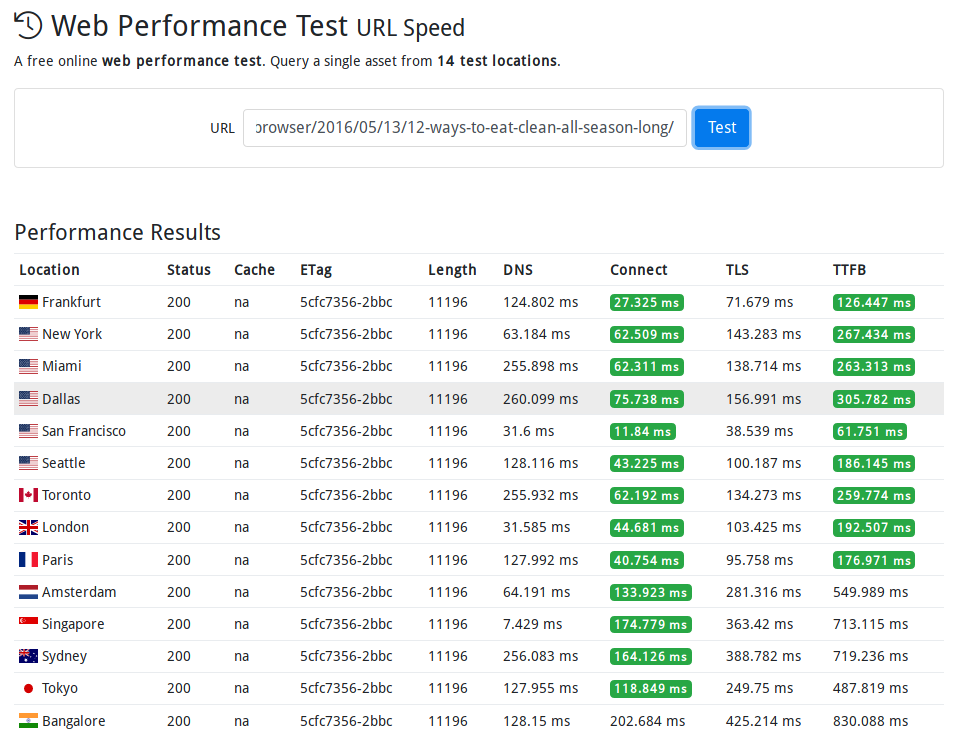 Web Performance Test URL Speed
A free online web performance test. Query a single asset from 14 test locations.
URL browser/2016/05/13/12-ways-to-eat-clean-all-season-long/ Test
Performance Results
Location Status Cache ETag Length DNS Connect TLS TTFB
Frankfurt 200 na 5cfc7356-2bbc 11196 124.802 ms 27.325 ms 71.679 ms 126.447 ms
New York 200 na 5cfc7356-2bbc 11196 63.184 ms 62.509 ms 143.283 ms 267.434 ms
Miami 200 na 5cfc7356-2bbc 11196 255.898 ms 62.311 ms 138.714 ms 263.313 ms
Dallas 200 na 5cfc7356-2bbc 11196 260.099 ms 75.738 ms 156.991 ms 305.782 ms
San Francisco 200 na 5cfc7356-2bbc 11196 31.6 ms 11.84 ms 38.539 ms 61.751 ms
Seattle 200 na 5cfc7356-2bbc 11196 128.116 ms 43.225 ms 100.187 ms 186.145 ms
Toronto 200 na 5cfc7356-2bbc 11196 255.932 ms 62.192 ms 134.273 ms 259.774 ms
London 200 na 5cfc7356-2bbc 11196 31.585 ms 44.681 ms 103.425 ms 192.507 ms
Paris 200 na 5cfc7356-2bbc 11196 127.992 ms 40.754 ms 95.758 ms 176.971 ms
Amsterdam 200 na 5cfc7356-2bbc 11196 64.191 ms 133.923 ms 281.316 ms 549.989 ms
Singapore 200 na 5cfc7356-2bbc 11196 7.429 ms 174.779 ms 363.42 ms 713.115 ms
Sydney 200 na 5cfc7356-2bbc 11196 256.083 ms 164.126 ms 388.782 ms 719.236 ms
Tokyo 200 na 5cfc7356-2bbc 11196 127.955 ms 118.849 ms 249.75 ms 487.819 ms
Bangalore 200 na 5cfc7356-2bbc 11196 128.15 ms 202.684 ms 425.214 ms 830.088 ms